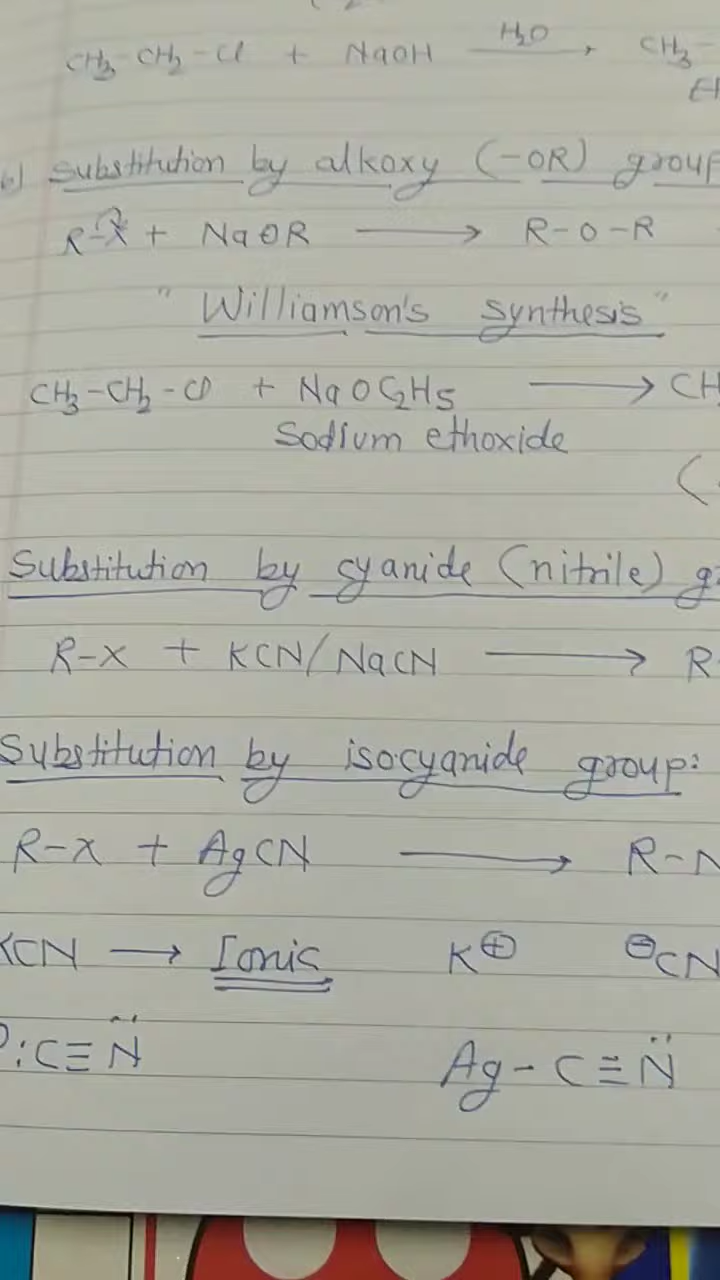 CH₃-CH₂-Cl + NaOH H₂O → CH₃-
b) Substitution by alkoxy (-OR) group
R-X + NaOR → R-O-R
"Williamson's synthesis"
CH₃-CH₂-Cl + NaOC₂H₅ → CH
Sodium ethoxide
(
Substitution by cyanide (nitrile) g
R-X + KCN/NaCN → R-
Substitution by isocyanide group:
R-X + AgCN → R-N
KCN → Ionic K⊕ ⊖CN
:C≡N̈ Ag-C≡N̈